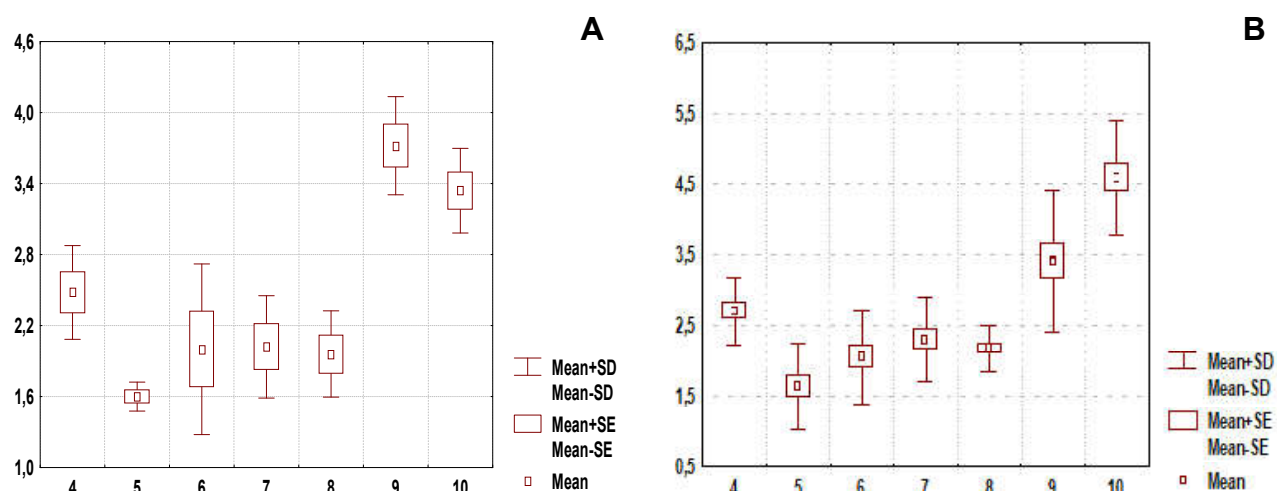 A
4,6
4,0
3,4
2,8
2,2
1,6
1,0
4 5 6 7 8 9 10
Mean+SD
Mean-SD
Mean+SE
Mean-SE
Mean
B
6,5
5,5
4,5
3,5
2,5
1,5
0,5
4 5 6 7 8 9 10
Mean+SD
Mean-SD
Mean+SE
Mean-SE
Mean